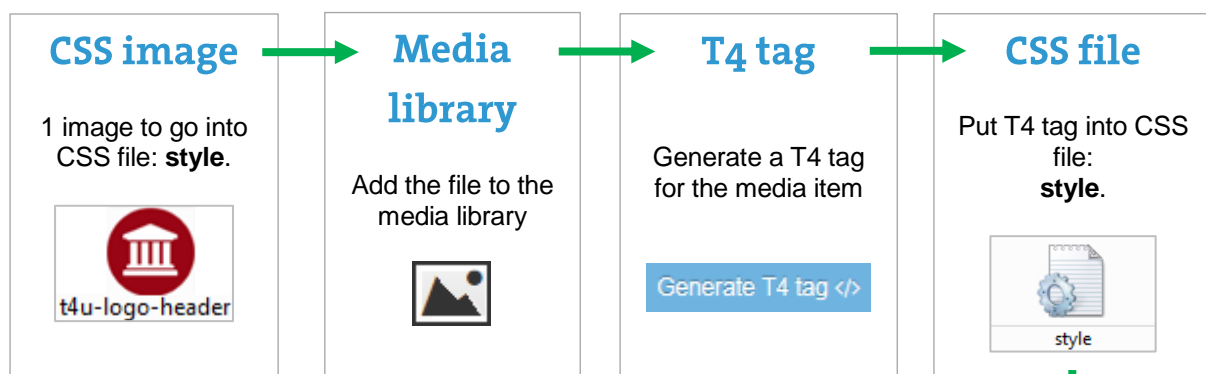 CSS image
1 image to go into
CSS file: style.
t4u-logo-header
Media
library
Add the file to the
media library
T4 tag
Generate a T4 tag
for the media item
Generate T4 tag </>
CSS file
Put T4 tag into CSS
file:
style.
style